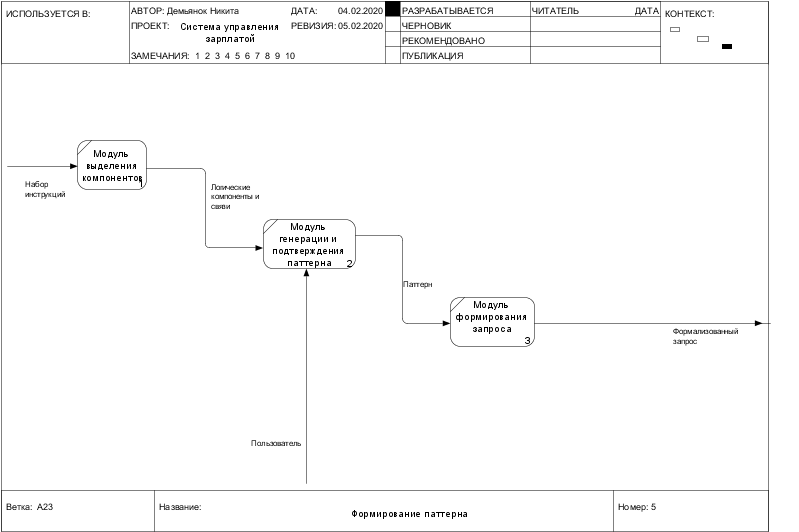 ИСПОЛЬЗУЕТСЯ В:
АВТОР: Демьянок Никита
ДАТА: 04.02.2020
ПРОЕКТ: Система управления
зарплатой
РЕВИЗИЯ: 05.02.2020
ЗАМЕЧАНИЯ: 1 2 3 4 5 6 7 8 9 10
РАЗРАБАТЫВАЕТСЯ
ЧЕРНОВИК
РЕКОМЕНДОВАНО
ПУБЛИКАЦИЯ
ЧИТАТЕЛЬ ДАТА
КОНТЕКСТ:
Модуль
выделения
компонентов
1
Набор
инструкций
Логические
компоненты и
связи
Модуль
генерации и
подтверждения
паттерна
2
Паттерн
Модуль
формирования
запроса
3
Формализованный
запрос
Пользователь
Ветка: A23
Название:
Формирование паттерна
Номер: 5